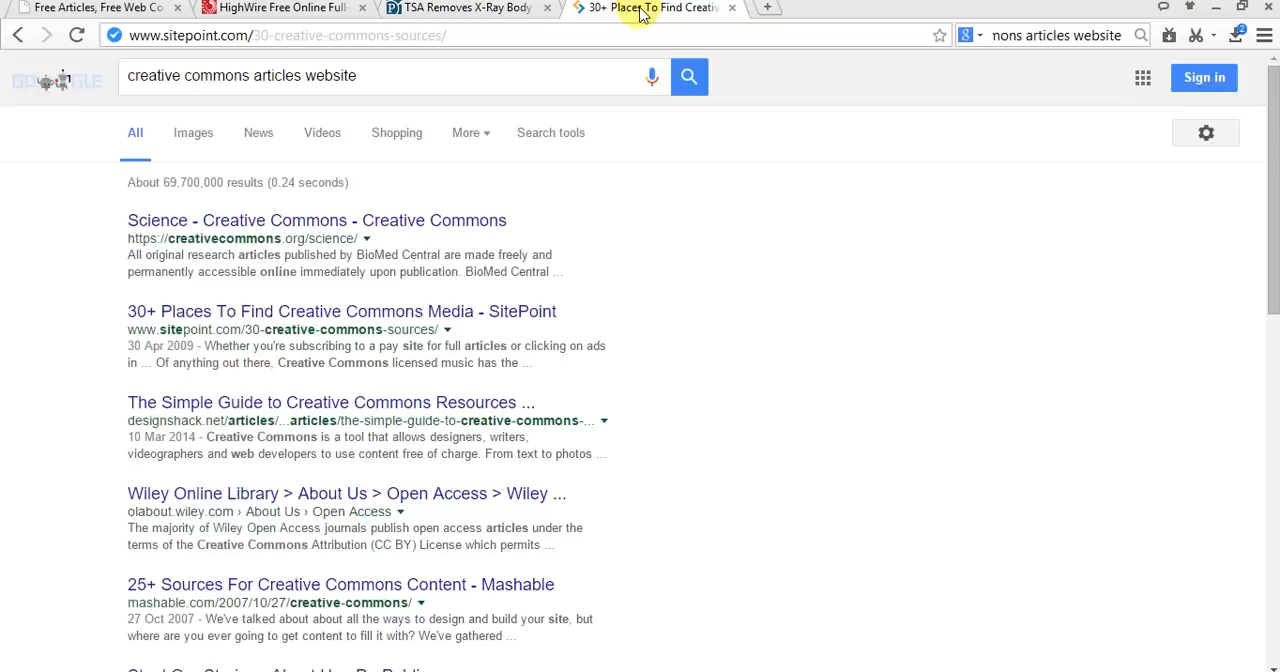 Free Articles, Free Web Co
HighWire Free Online Full
TSA Removes X-Ray Body
30+ Places To Find Creativ
www.sitepoint.com/30-creative-commons-sources/
nons articles website
2
creative commons articles website
Sign in
All
Images
News
Videos
Shopping
More
Search tools
About 69,700,000 results (0.24 seconds)
Science - Creative Commons - Creative Commons
https://creativecommons.org/science/
All original research articles published by BioMed Central are made freely and
permanently accessible online immediately upon publication. BioMed Central ...
30+ Places To Find Creative Commons Media - SitePoint
www.sitepoint.com/30-creative-commons-sources/
30 Apr 2009 - Whether you're subscribing to a pay site for full articles or clicking on ads
in ... Of anything out there, Creative Commons licensed music has the ...
The Simple Guide to Creative Commons Resources ...
designshack.net/articles/...articles/the-simple-guide-to-creative-commons-...
10 Mar 2014 - Creative Commons is a tool that allows designers, writers,
videographers and web developers to use content free of charge. From text to photos ...
Wiley Online Library > About Us > Open Access > Wiley ...
olabout.wiley.com › About Us › Open Access
The majority of Wiley Open Access journals publish open access articles under the
terms of the Creative Commons Attribution (CC BY) License which permits ...
25+ Sources For Creative Commons Content - Mashable
mashable.com/2007/10/27/creative-commons/
27 Oct 2007 - We've talked about about all the ways to design and build your site, but
where are you ever going to get content to fill it with? We've gathered ...